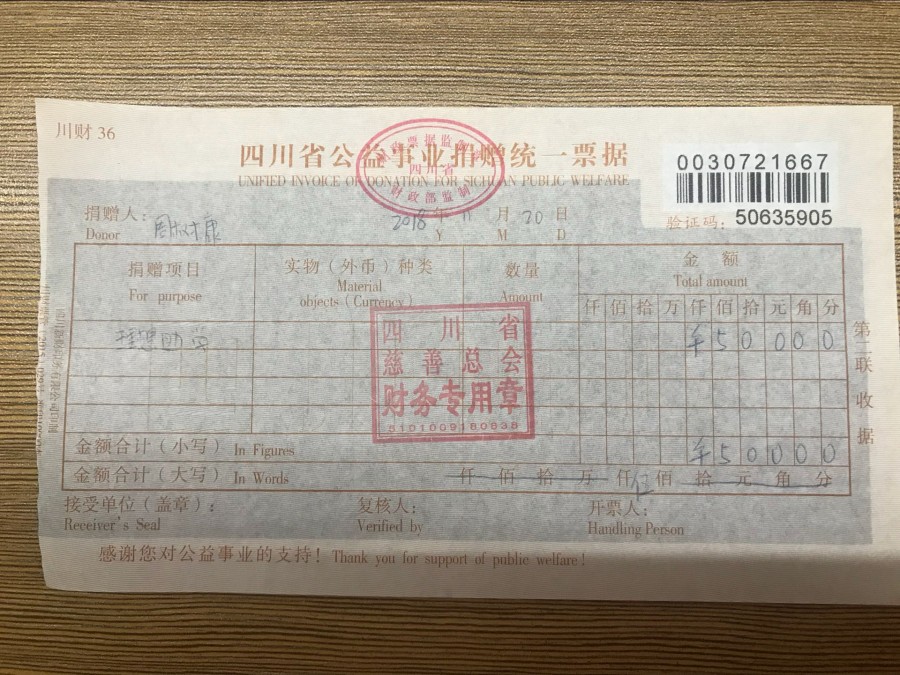 川财 36
四川省公益事业捐赠统一票据
UNIFIED INVOICE OF DONATION FOR SICHUAN PUBLIC WELFARE
0030721667
验证码: 50635905
捐赠人: 2018 年 11 月 20 日
Donor Y M D
捐赠项目 实物（外币）种类 数量 金额
For purpose Material objects (Currency) Amount Total amount
仟 佰 拾 万 仟 佰 拾 元 角 分
助学 ¥ 5 0 0 0 0
四川省
慈善总会
财务专用章
5101009180938
金额合计（小写） In Figures ¥ 5 0 0 0 0
金额合计（大写） In Words 仟 佰 拾 万 仟 伍 佰 拾 元 角 分
接受单位（盖章）: 复核人: 开票人:
Receiver's Seal Verified by Handling Person
感谢您对公益事业的支持! Thank you for support of public welfare!
第二联 收据